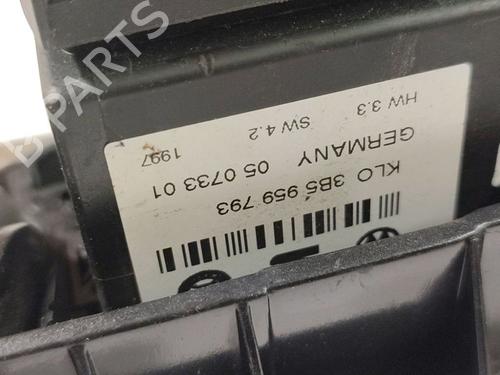 KLO 3B5 959 793
GERMANY 05 0733 01
HW 3.3 SW 4.2 1997
B PARTS